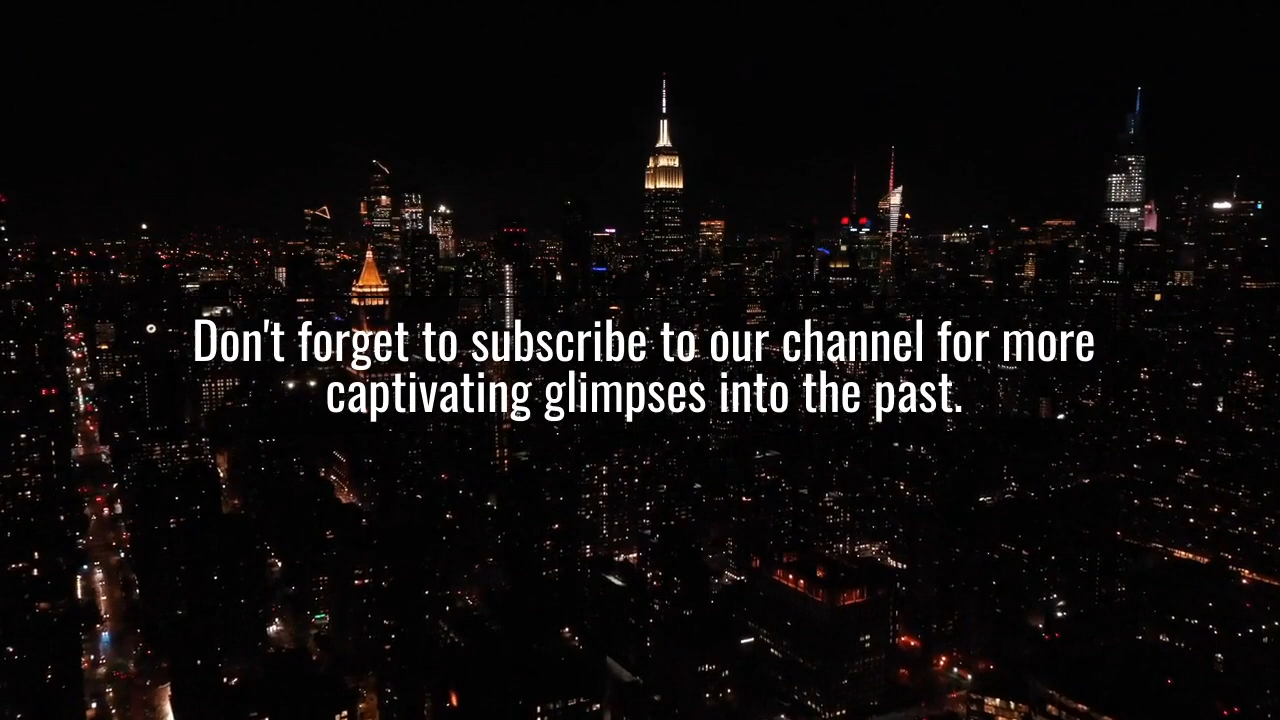 Don't forget to subscribe to our channel for more
captivating glimpses into the past.